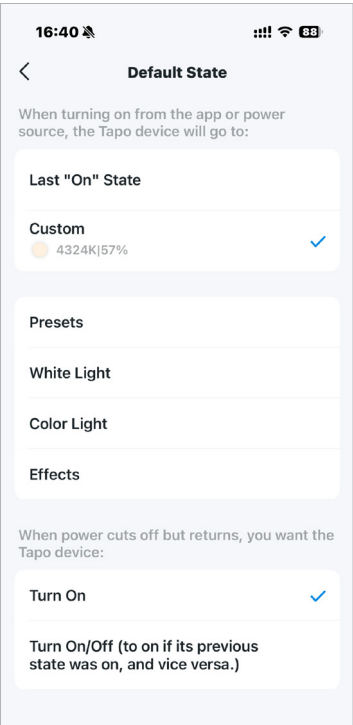 16:40
88
Default State
When turning on from the app or power
source, the Tapo device will go to:
Last "On" State
Custom
4324K|57%
Presets
White Light
Color Light
Effects
When power cuts off but returns, you want the
Tapo device:
Turn On
Turn On/Off (to on if its previous
state was on, and vice versa.)